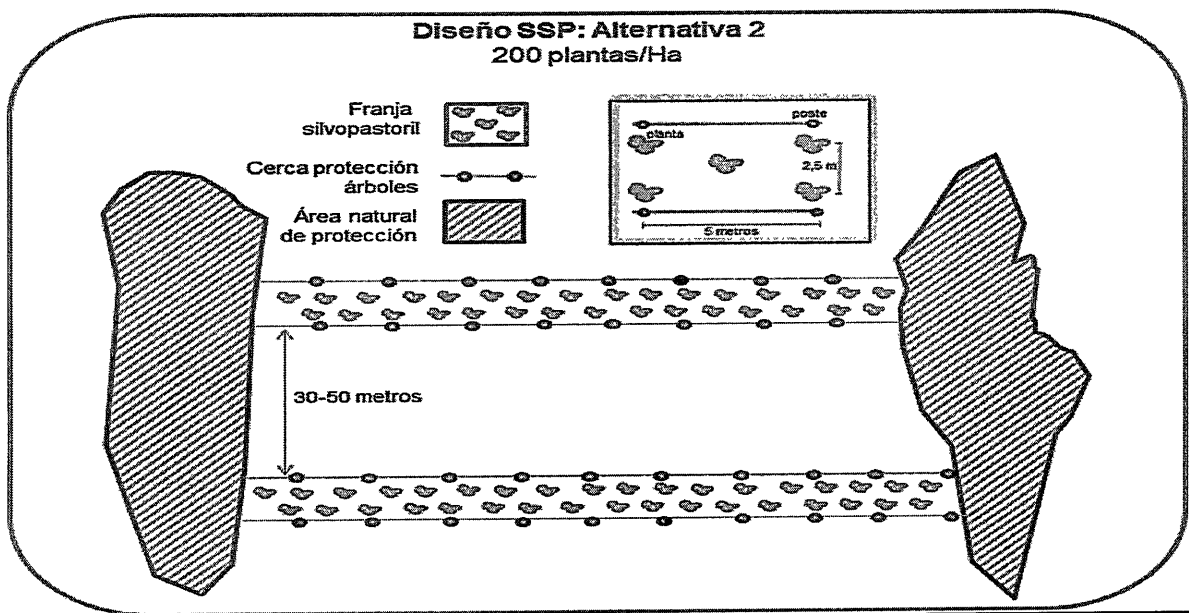 Diseño SSP: Alternativa 2
200 plantas/Ha
Franja
silvopastoril
Cerca protección
árboles
Área natural
de protección
poste
planta
2,5 m
5 metros
30-50 metros